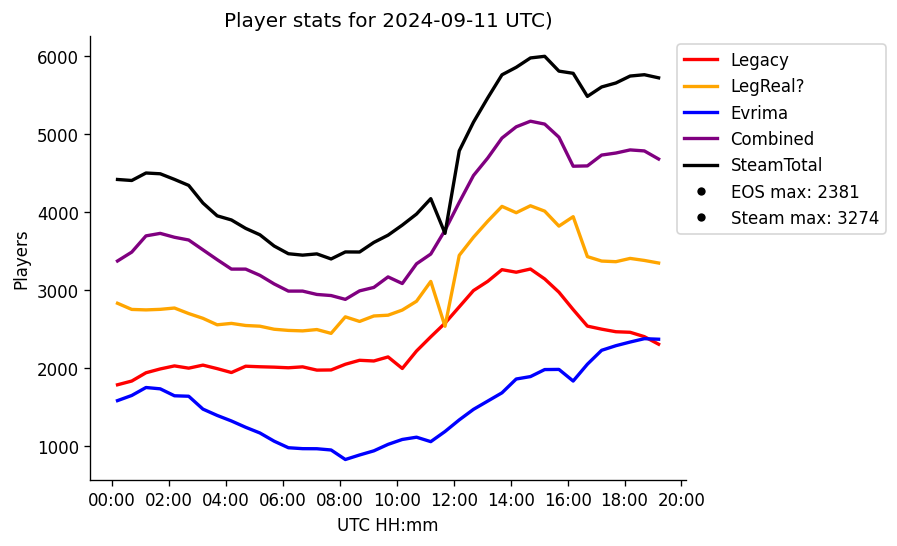 Player stats for 2024-09-11 UTC)
Legacy
LegReal?
Evrima
Combined
SteamTotal
EOS max: 2381
Steam max: 3274
Players
6000
5000
4000
3000
2000
1000
00:00 02:00 04:00 06:00 08:00 10:00 12:00 14:00 16:00 18:00 20:00
UTC HH:mm